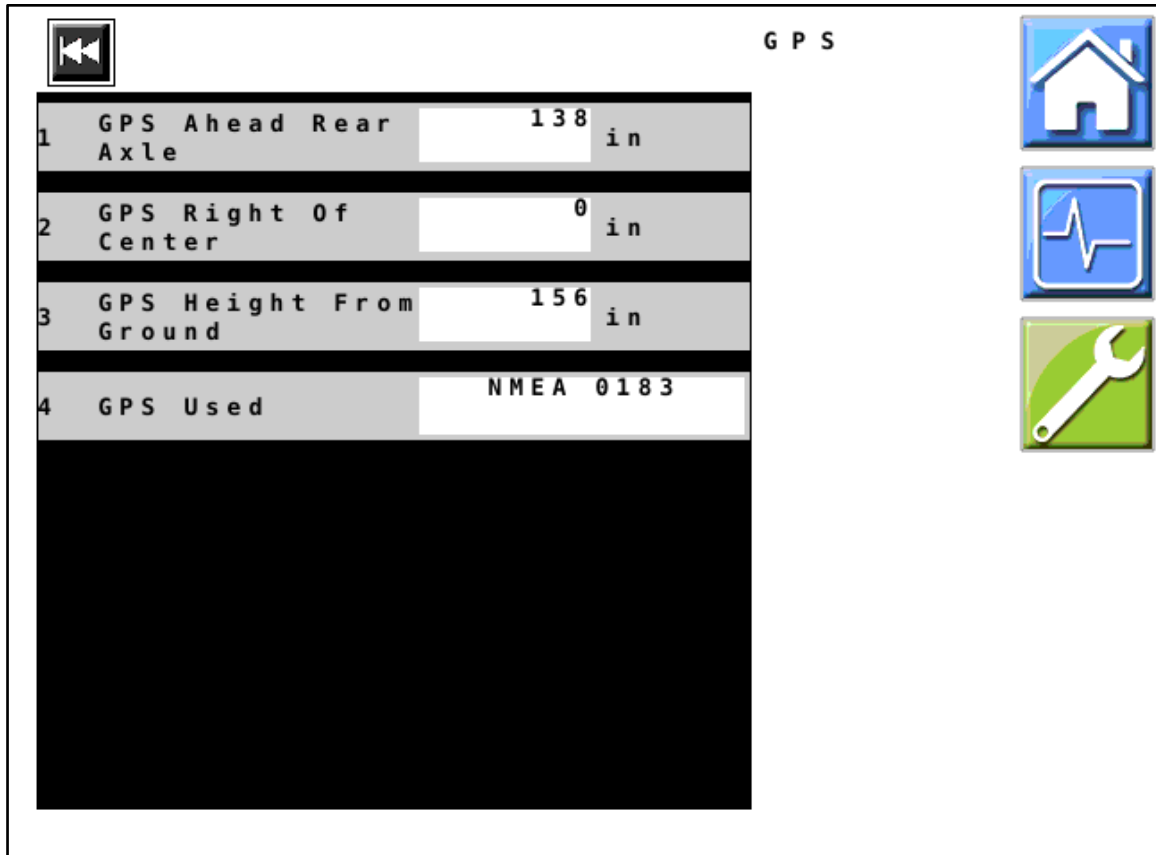 GPS
1 GPS Ahead Rear Axle 138 in
2 GPS Right Of Center 0 in
3 GPS Height From Ground 156 in
4 GPS Used NMEA 0183